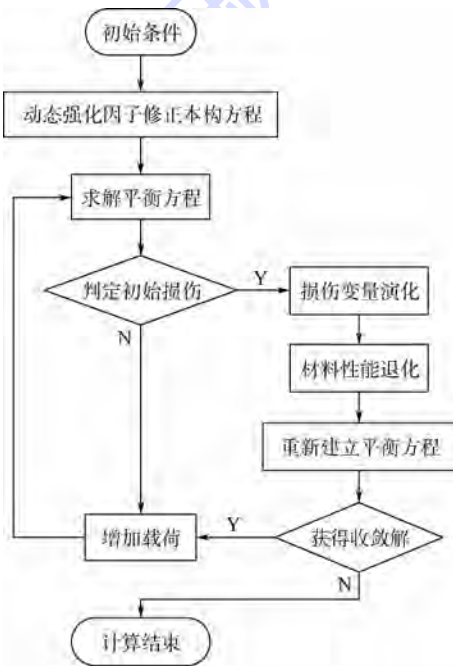 初始条件
动态强化因子修正本构方程
求解平衡方程
判定初始损伤
Y
损伤变量演化
N
材料性能退化
重新建立平衡方程
增加载荷
Y
获得收敛解
N
计算结束